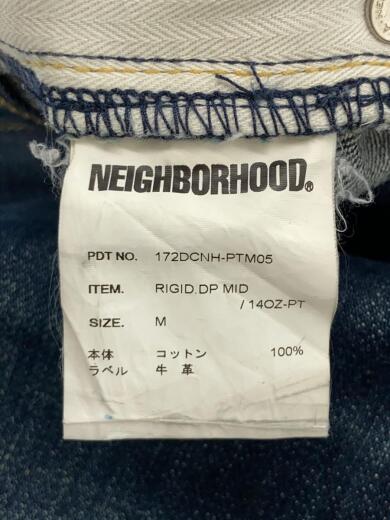 NEIGHBORHOOD®
PDT NO. 172DCNH-PTM05
ITEM. RIGID.DP MID
/ 14OZ-PT
SIZE. M
本体 コットン 100%
ラベル 牛 革